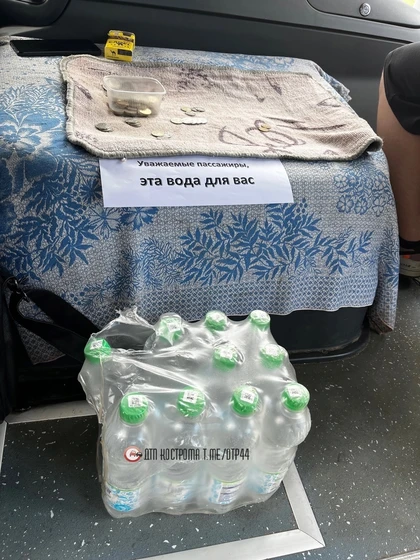 Уважаемые пассажиры,
эта вода для вас
ДТП КОСТРОМА T.ME/DTP44